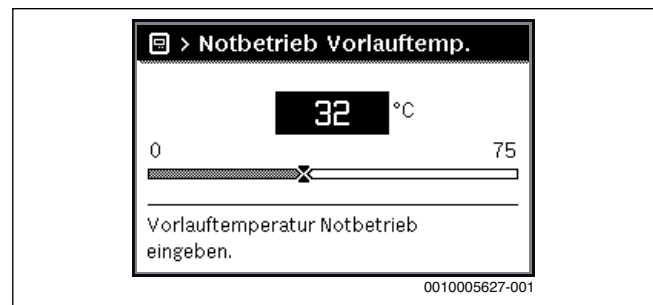 > Notbetrieb Vorlauftemp.
32 °C
0 75
Vorlauftemperatur Notbetrieb
eingeben.
0010005627-001